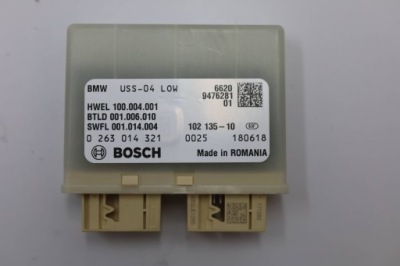 BMW USS-04 LOW 6620
9476281
HWEL 100.004.001 01
BTLD 001.006.010
SWFL 001.014.004 102 135-10
0 263 014 321 0025 180618
BOSCH Made in ROMANIA